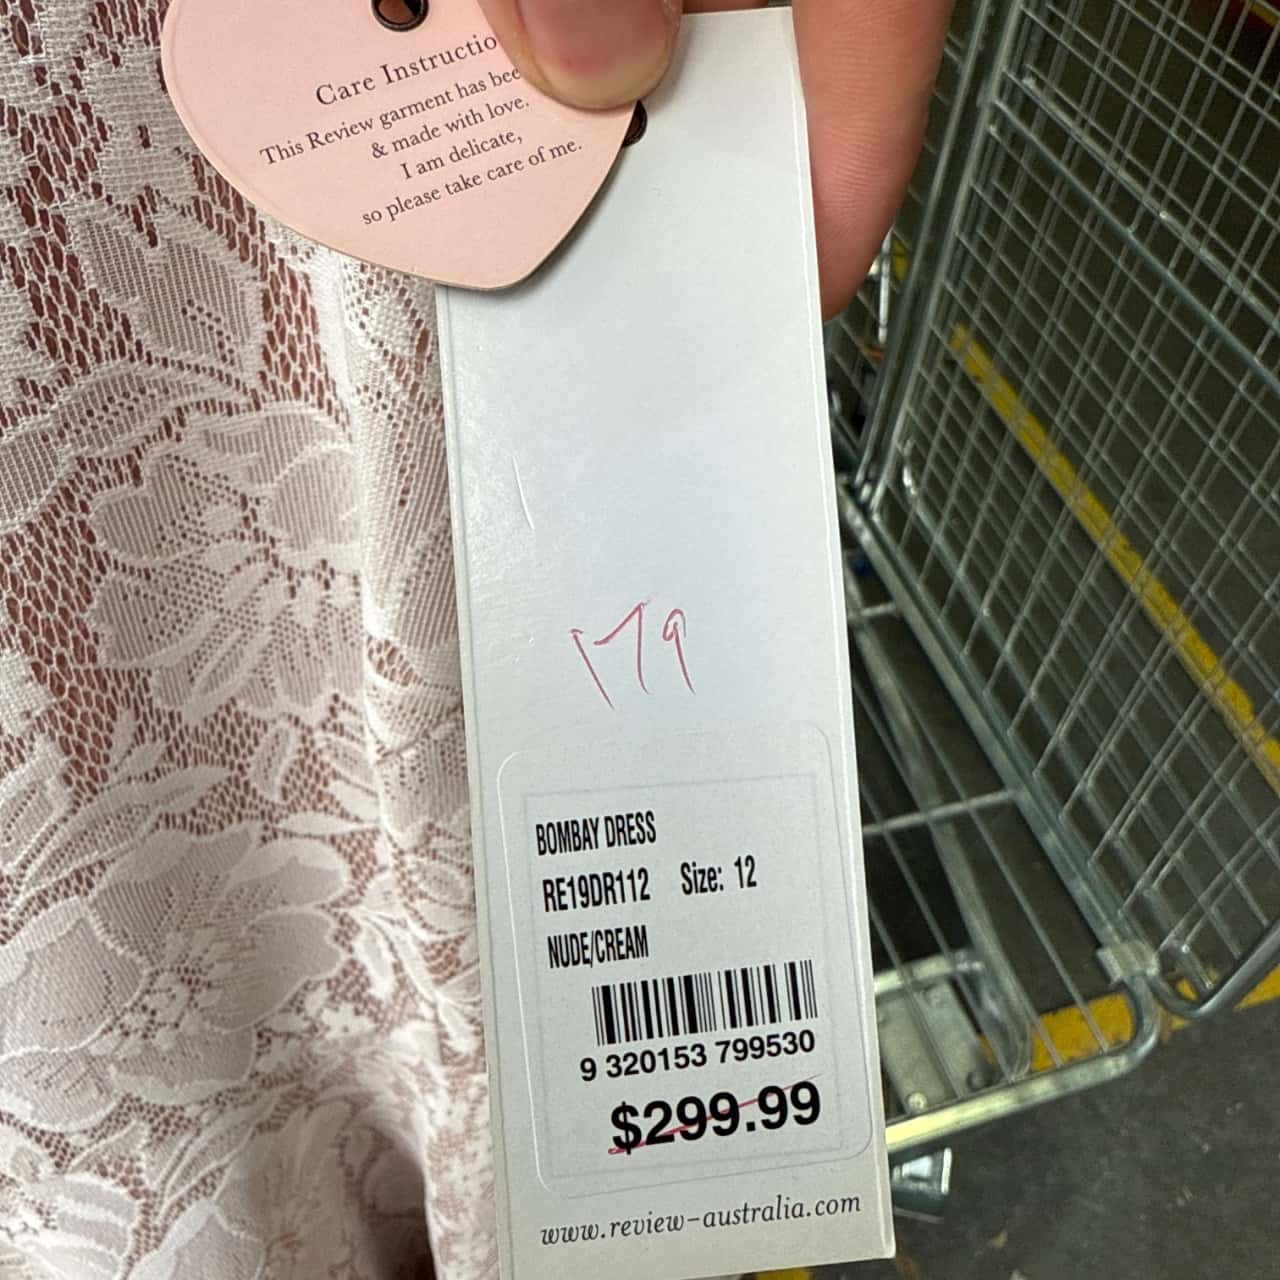 Care Instructio
This Review garment has bee
& made with love.
I am delicate,
so please take care of me.
179
BOMBAY DRESS
RE19DR112 Size: 12
NUDE/CREAM
9 320153 799530
$299.99
www.review-australia.com